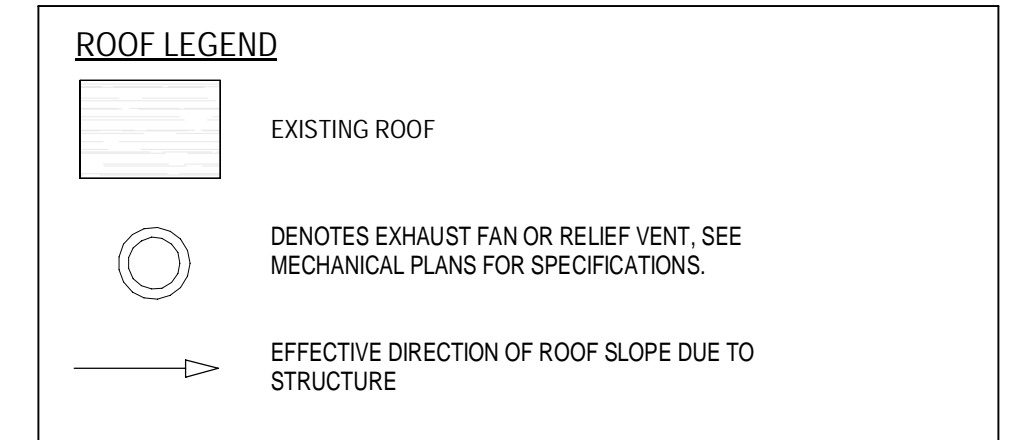 ROOF LEGEND
EXISTING ROOF
DENOTES EXHAUST FAN OR RELIEF VENT, SEE
MECHANICAL PLANS FOR SPECIFICATIONS.
EFFECTIVE DIRECTION OF ROOF SLOPE DUE TO
STRUCTURE